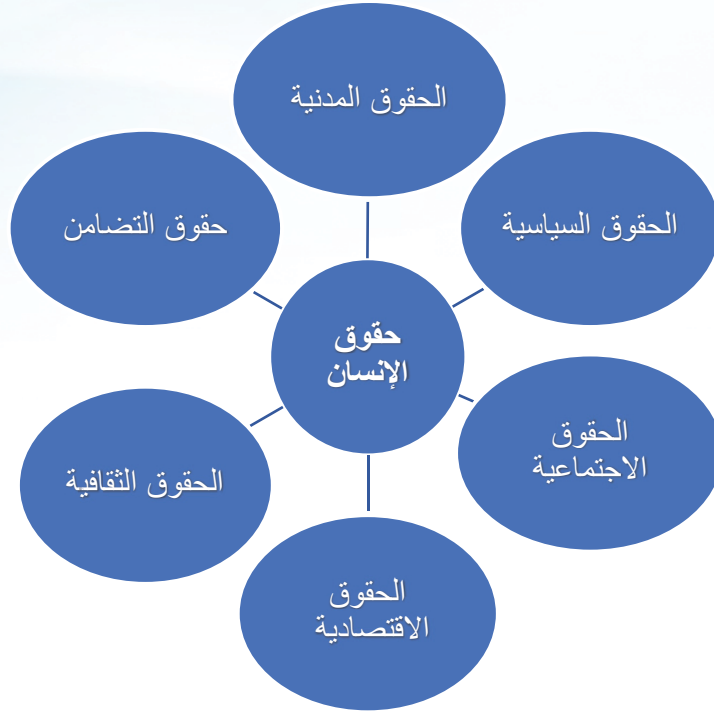 الحقوق المدنية
الحقوق السياسية
حقوق التضامن
حقوق
الإنسان
الحقوق
الاجتماعية
الحقوق الثقافية
الحقوق
الاقتصادية